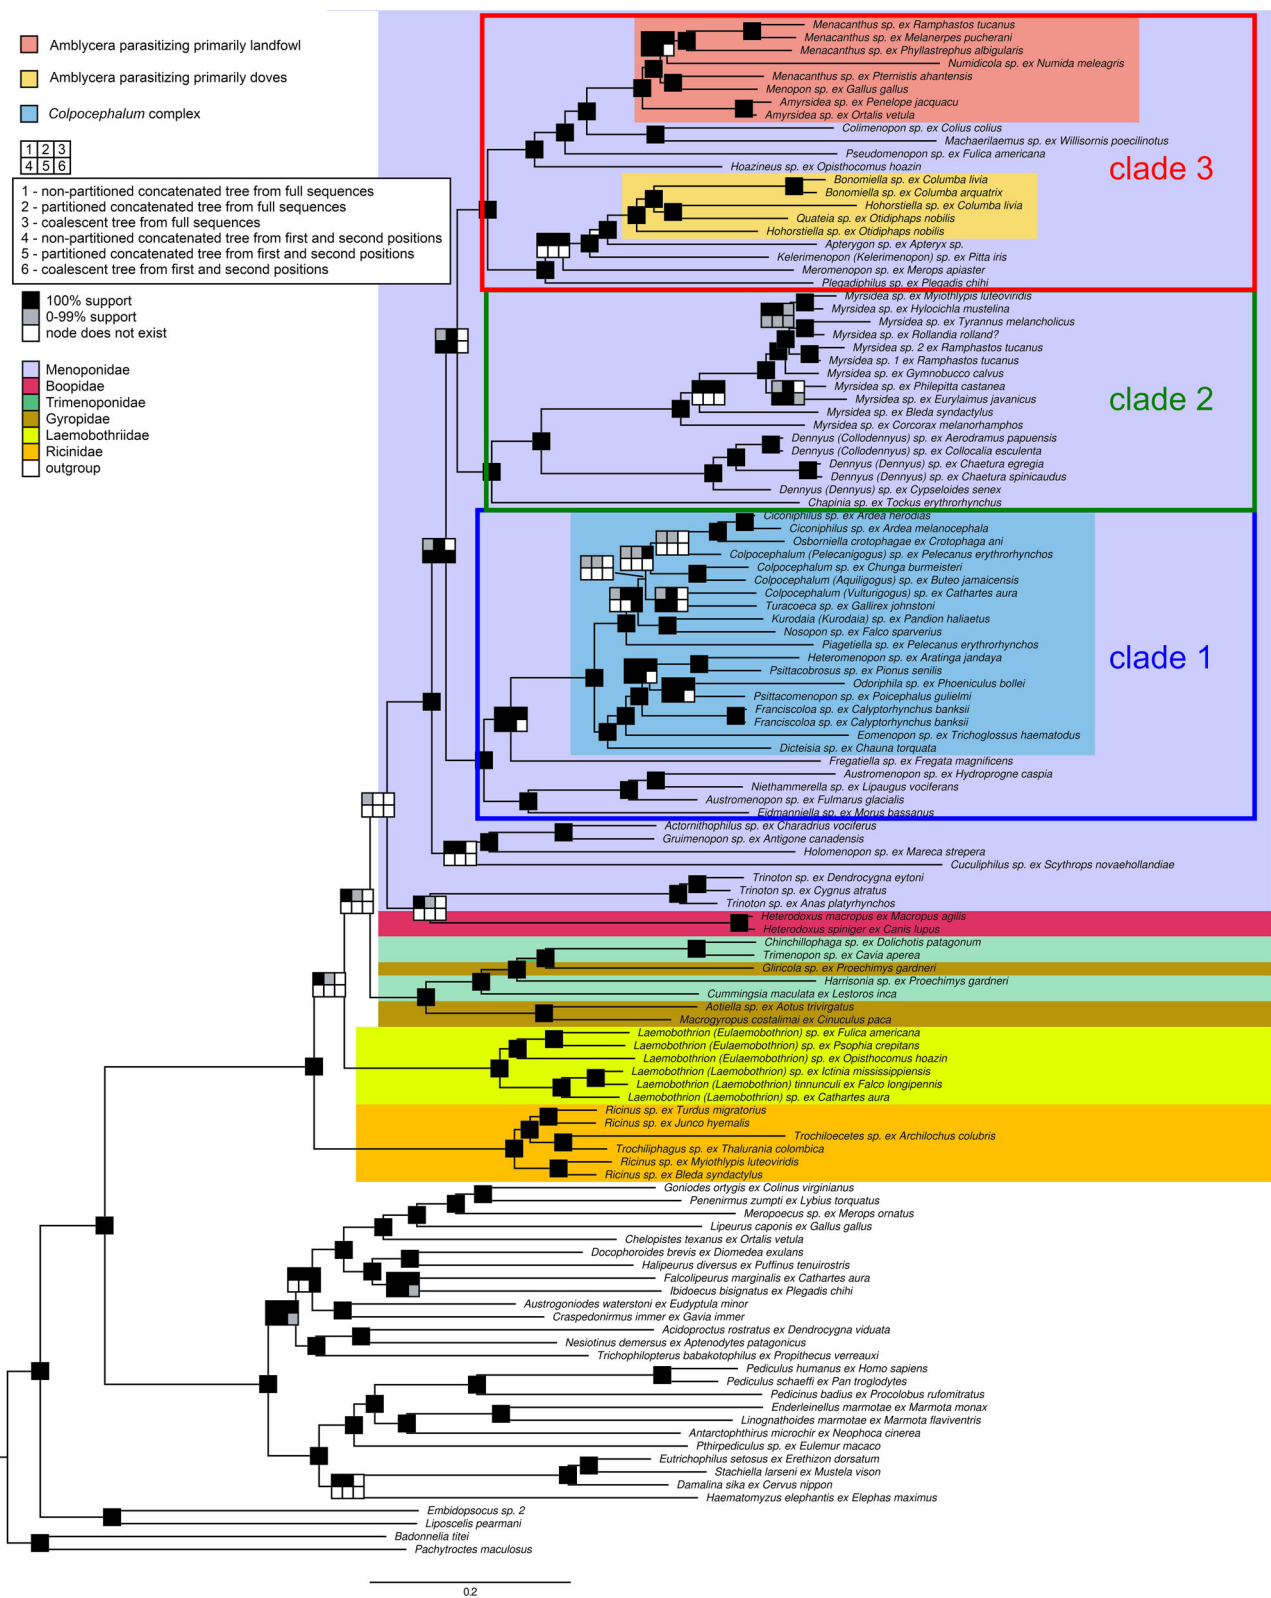 Amblycera parasitizing primarily landfowl
Amblycera parasitizing primarily doves
Colpocephalum complex
1 2 3
4 5 6
1 - non-partitioned concatenated tree from full sequences
2 - partitioned concatenated tree from full sequences
3 - coalescent tree from full sequences
4 - non-partitioned concatenated tree from first and second positions
5 - partitioned concatenated tree from first and second positions
6 - coalescent tree from first and second positions
100% support
0-99% support
node does not exist
Menoponidae
Boopidae
Trimenoponidae
Gyropidae
Laemobothriidae
Ricinidae
outgroup
Menacanthus sp. ex Ramphastos tucanus
Menacanthus sp. ex Melanerpes pucherani
Menacanthus sp. ex Phyllastrephus albigularis
Numidicola sp. ex Numida meleagris
Menacanthus sp. ex Pternistis ahantensis
Menopon sp. ex Gallus gallus
Amyrsidea sp. ex Penelope jacquacu
Amyrsidea sp. ex Ortalis vetula
Colimenopon sp. ex Colius colius
Machaerilaemus sp. ex Willisornis poecilinotus
Pseudomenopon sp. ex Fulica americana
Hoazineus sp. ex Opisthocomus hoazin
clade 3
Bonomiella sp. ex Columba livia
Bonomiella sp. ex Columba arquatrix
Hohorstiella sp. ex Columba livia
Quateia sp. ex Otidiphaps nobilis
Hohorstiella sp. ex Otidiphaps nobilis
Apterygon sp. ex Apteryx sp.
Kelerimenopon (Kelerimenopon) sp. ex Pitta iris
Meromenopon sp. ex Merops apiaster
Plegadiphilus sp. ex Plegadis chihi
Myrsidea sp. ex Myiothlypis luteoviridis
Myrsidea sp. ex Hylocichla mustelina
Myrsidea sp. ex Tyrannus melancholicus
Myrsidea sp. ex Rollandia rolland?
Myrsidea sp. 2 ex Ramphastos tucanus
Myrsidea sp. 1 ex Ramphastos tucanus
Myrsidea sp. ex Gymnobucco calvus
Myrsidea sp. ex Philepitta castanea
Myrsidea sp. ex Eurylaimus javanicus
clade 2
Myrsidea sp. ex Bleda syndactylus
Myrsidea sp. ex Corcorax melanorhamphos
Dennyus (Collodennyus) sp. ex Aerodramus papuensis
Dennyus (Collodennyus) sp. ex Collocalia esculenta
Dennyus (Dennyus) sp. ex Chaetura egregia
Dennyus (Dennyus) sp. ex Chaetura spinicaudus
Dennyus (Dennyus) sp. ex Cypseloides senex
Chapinia sp. ex Tockus erythrorhynchus
Ciconiphilus sp. ex Ardea herodias
Ciconiphilus sp. ex Ardea melanocephala
Osborniella crotophagae ex Crotophaga ani
Colpocephalum (Pelecanigogus) sp. ex Pelecanus erythrorhynchos
Colpocephalum sp. ex Chunga burmeisteri
Colpocephalum (Aquiligogus) sp. ex Buteo jamaicensis
Colpocephalum (Vulturigogus) sp. ex Cathartes aura
Turacoeca sp. ex Gallirex johnstoni
Kurodaia (Kurodaia) sp. ex Pandion haliaetus
Nosopon sp. ex Falco sparverius
Piagetiella sp. ex Pelecanus erythrorhynchos
Heteromenopon sp. ex Aratinga jandaya
clade 1
Psittacobrosus sp. ex Pionus senilis
Odoriphila sp. ex Phoeniculus bollei
Psittacomenopon sp. ex Poicephalus gulielmi
Franciscoloa sp. ex Calyptorhynchus banksii
Franciscoloa sp. ex Calyptorhynchus banksii
Eomenopon sp. ex Trichoglossus haematodus
Dicteisia sp. ex Chauna torquata
Fregatiella sp. ex Fregata magnificens
Austromenopon sp. ex Hydroprogne caspia
Niethammerella sp. ex Lipaugus vociferans
Austromenopon sp. ex Fulmarus glacialis
Eidmanniella sp. ex Morus bassanus
Actornithophilus sp. ex Charadrius vociferus
Gruimenopon sp. ex Antigone canadensis
Holomenopon sp. ex Mareca strepera
Cuculiphilus sp. ex Scythrops novaehollandiae
Trinoton sp. ex Dendrocygna eytoni
Trinoton sp. ex Cygnus atratus
Trinoton sp. ex Anas platyrhynchos
Heterodoxus macropus ex Macropus agilis
Heterodoxus spiniger ex Canis lupus
Chinchillophaga sp. ex Dolichotis patagonum
Trimenopon sp. ex Cavia aperea
Gliricola sp. ex Proechimys gardneri
Harrisonia sp. ex Proechimys gardneri
Cummingsia maculata ex Lestoros inca
Aotiella sp. ex Aotus trivirgatus
Macrogyropus costalimai ex Cinuculus paca
Laemobothrion (Eulaemobothrion) sp. ex Fulica americana
Laemobothrion (Eulaemobothrion) sp. ex Psophia crepitans
Laemobothrion (Eulaemobothrion) sp. ex Opisthocomus hoazin
Laemobothrion (Laemobothrion) sp. ex Ictinia mississippiensis
Laemobothrion (Laemobothrion) tinnunculi ex Falco longipennis
Laemobothrion (Laemobothrion) sp. ex Cathartes aura
Ricinus sp. ex Turdus migratorius
Ricinus sp. ex Junco hyemalis
Trochiloecetes sp. ex Archilochus colubris
Trochiliphagus sp. ex Thalurania colombica
Ricinus sp. ex Myiothlypis luteoviridis
Ricinus sp. ex Bleda syndactylus
Goniodes ortygis ex Colinus virginianus
Penenirmus zumpti ex Lybius torquatus
Meropoecus sp. ex Merops ornatus
Lipeurus caponis ex Gallus gallus
Chelopistes texanus ex Ortalis vetula
Docophoroides brevis ex Diomedea exulans
Halipeurus diversus ex Puffinus tenuirostris
Falcolipeurus marginalis ex Cathartes aura
Ibidoecus bisignatus ex Plegadis chihi
Austrogoniodes waterstoni ex Eudyptula minor
Craspedonirmus immer ex Gavia immer
Acidoproctus rostratus ex Dendrocygna viduata
Nesiotinus demersus ex Aptenodytes patagonicus
Trichophilopterus babakotophilus ex Propithecus verreauxi
Pediculus humanus ex Homo sapiens
Pediculus schaeffi ex Pan troglodytes
Pedicinus badius ex Procolobus rufomitratus
Enderleinellus marmotae ex Marmota monax
Linognathoides marmotae ex Marmota flaviventris
Antarctophthirus microchir ex Neophoca cinerea
Pthirpediculus sp. ex Eulemur macaco
Eutrichophilus setosus ex Erethizon dorsatum
Stachiella larseni ex Mustela vison
Damalina sika ex Cervus nippon
Haematomyzus elephantis ex Elephas maximus
Embidopsocus sp. 2
Liposcelis pearmani
Badonnelia titei
Pachytroctes maculosus
0.2